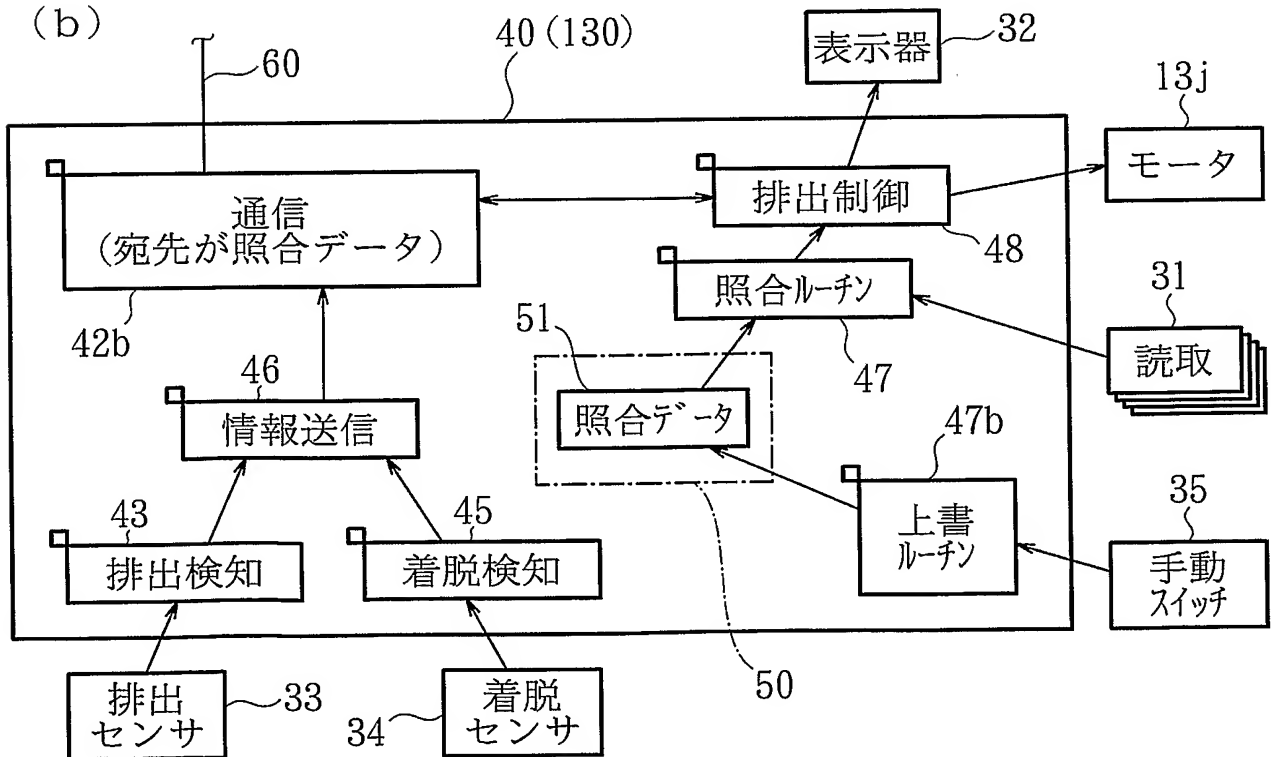 (b)
60
40(130)
表示器
32
13j
モータ
通信
(宛先が照合データ)
42b
排出制御
48
照合ルーチン
47
31
読取
51
照合データ
50
46
情報送信
47b
上書
ルーチン
35
手動
スイッチ
43
排出検知
45
着脱検知
排出
センサ
33
34
着脱
センサ